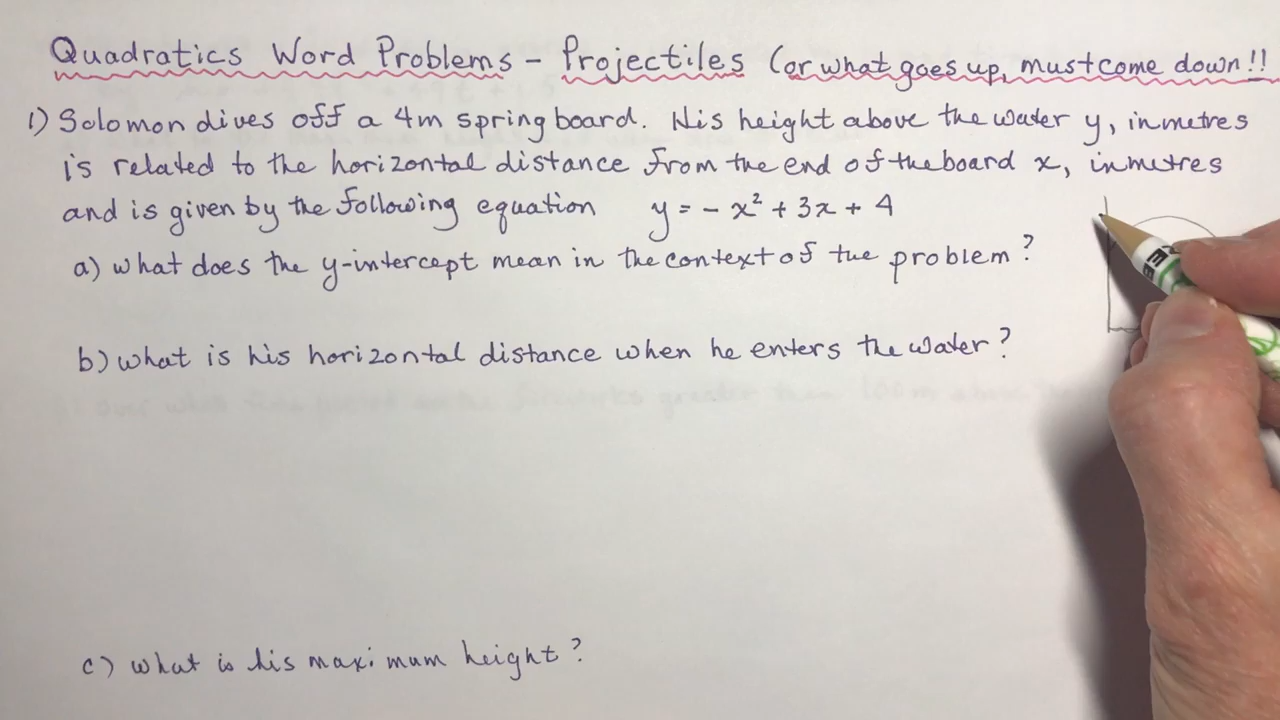 Quadratics Word Problems - Projectiles (or what goes up, must come down!!
1) Solomon dives off a 4m spring board. His height above the water y, in metres
is related to the horizontal distance from the end of the board x, in metres
and is given by the following equation y = - x² + 3x + 4
a) what does the y-intercept mean in the context of the problem?
b) what is his horizontal distance when he enters the water?
c) what is his maximum height?